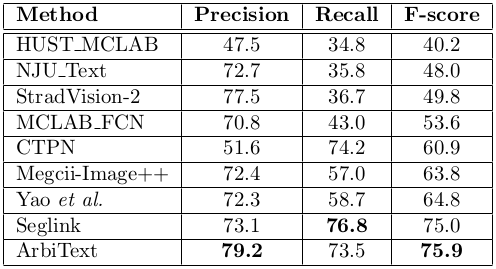 Method Precision Recall F-score
HUST_MCLAB 47.5 34.8 40.2
NJU_Text 72.7 35.8 48.0
StradVision-2 77.5 36.7 49.8
MCLAB_FCN 70.8 43.0 53.6
CTPN 51.6 74.2 60.9
Megcii-Image++ 72.4 57.0 63.8
Yao et al. 72.3 58.7 64.8
Seglink 73.1 76.8 75.0
ArbiText 79.2 73.5 75.9